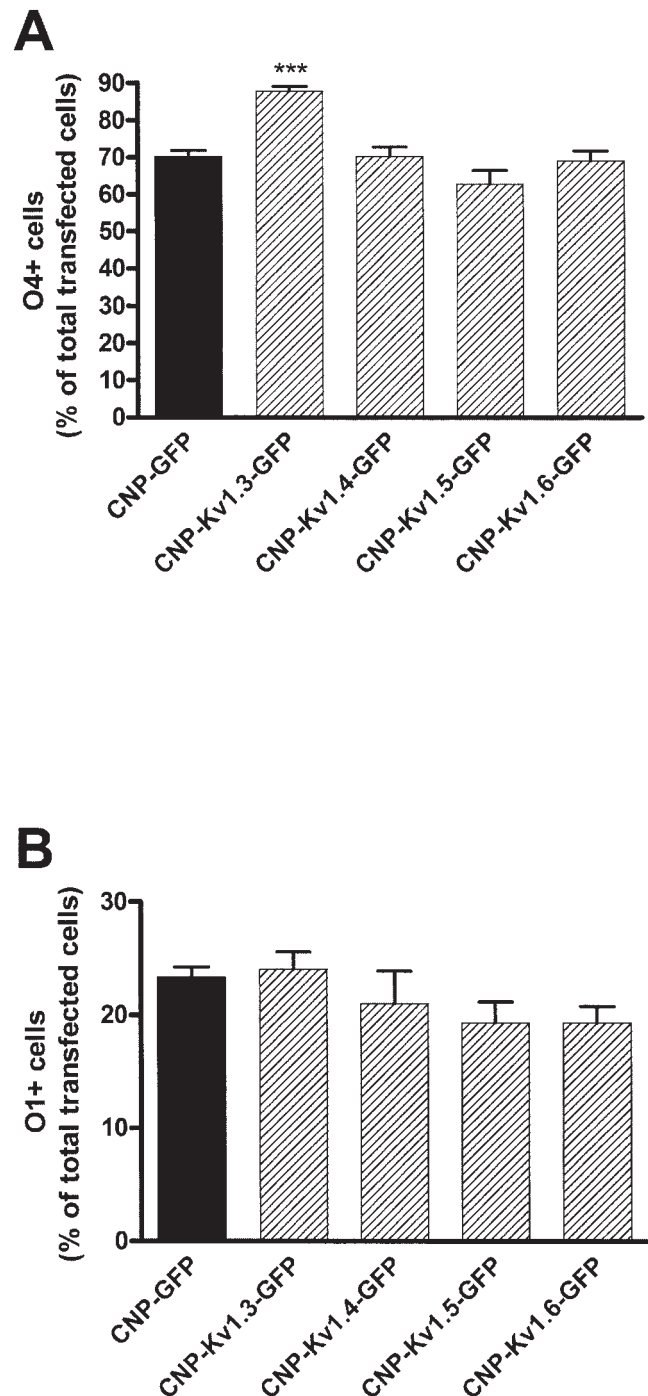 A
***
O4+ cells
(% of total transfected cells)
90
80
70
60
50
40
30
20
10
0
CNP-GFP
CNP-Kv1.3-GFP
CNP-Kv1.4-GFP
CNP-Kv1.5-GFP
CNP-Kv1.6-GFP
B
O1+ cells
(% of total transfected cells)
30
20
10
0
CNP-GFP
CNP-Kv1.3-GFP
CNP-Kv1.4-GFP
CNP-Kv1.5-GFP
CNP-Kv1.6-GFP